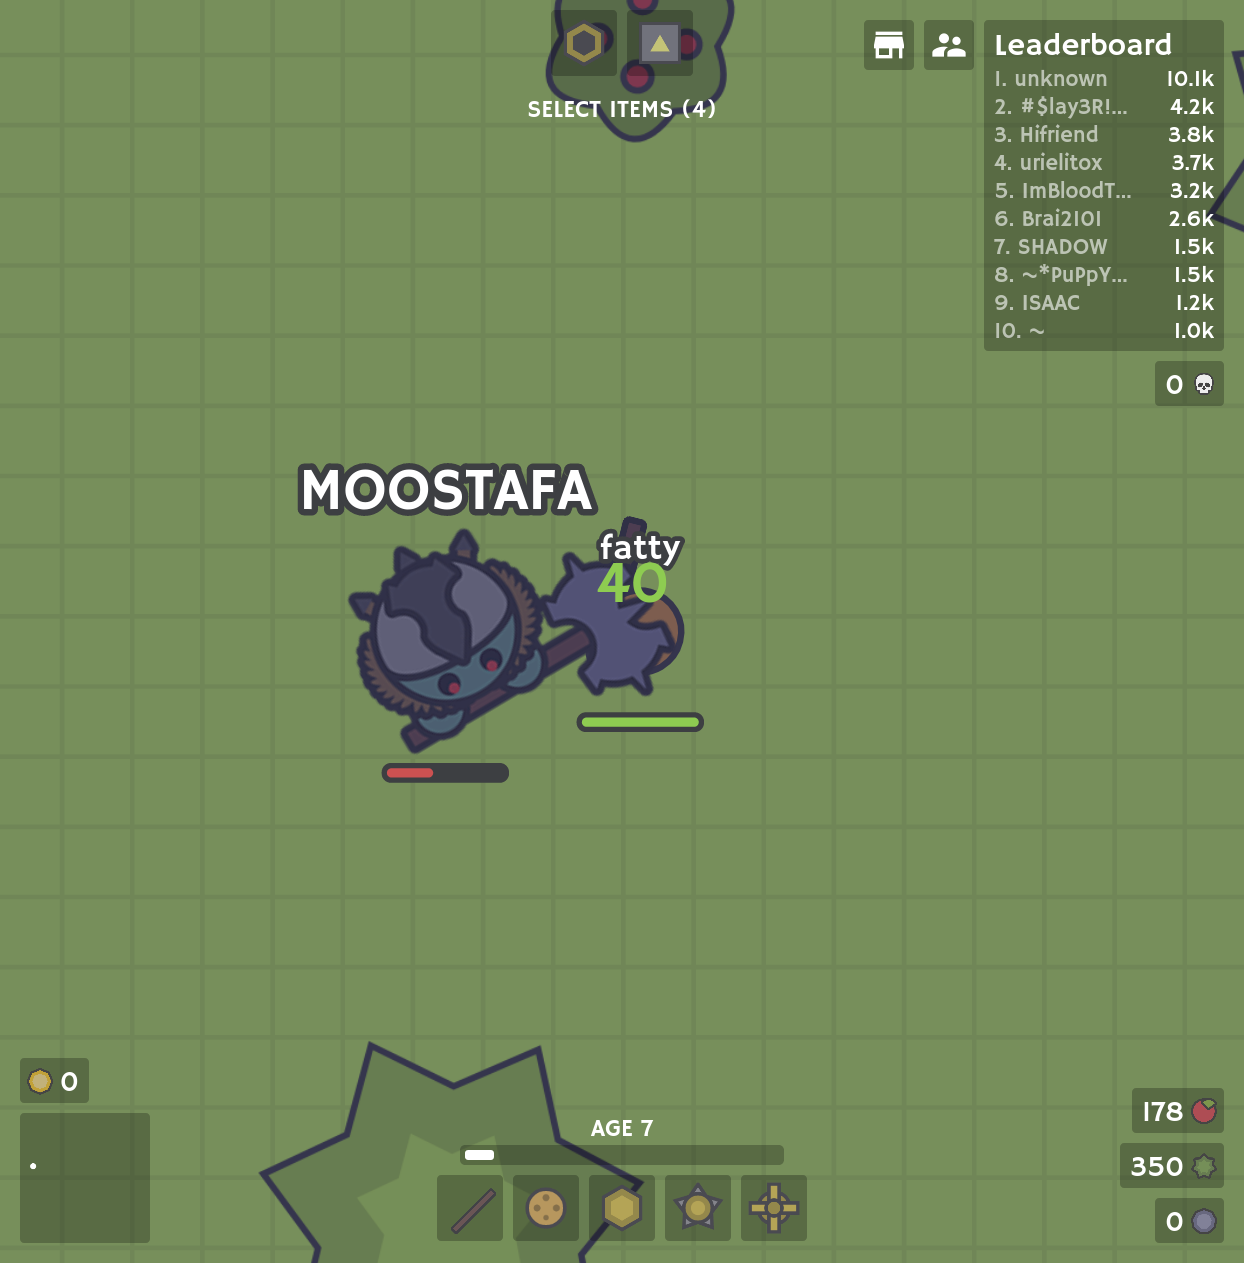 SELECT ITEMS (4)
Leaderboard
1. unknown 10.1k
2. #$lay3R!... 4.2k
3. Hifriend 3.8k
4. urielitox 3.7k
5. ImBloodT... 3.2k
6. Brai2101 2.6k
7. SHADOW 1.5k
8. ~*PuPpY... 1.5k
9. ISAAC 1.2k
10. ~ 1.0k
0
MOOSTAFA
fatty
40
0
AGE 7
178
350
0